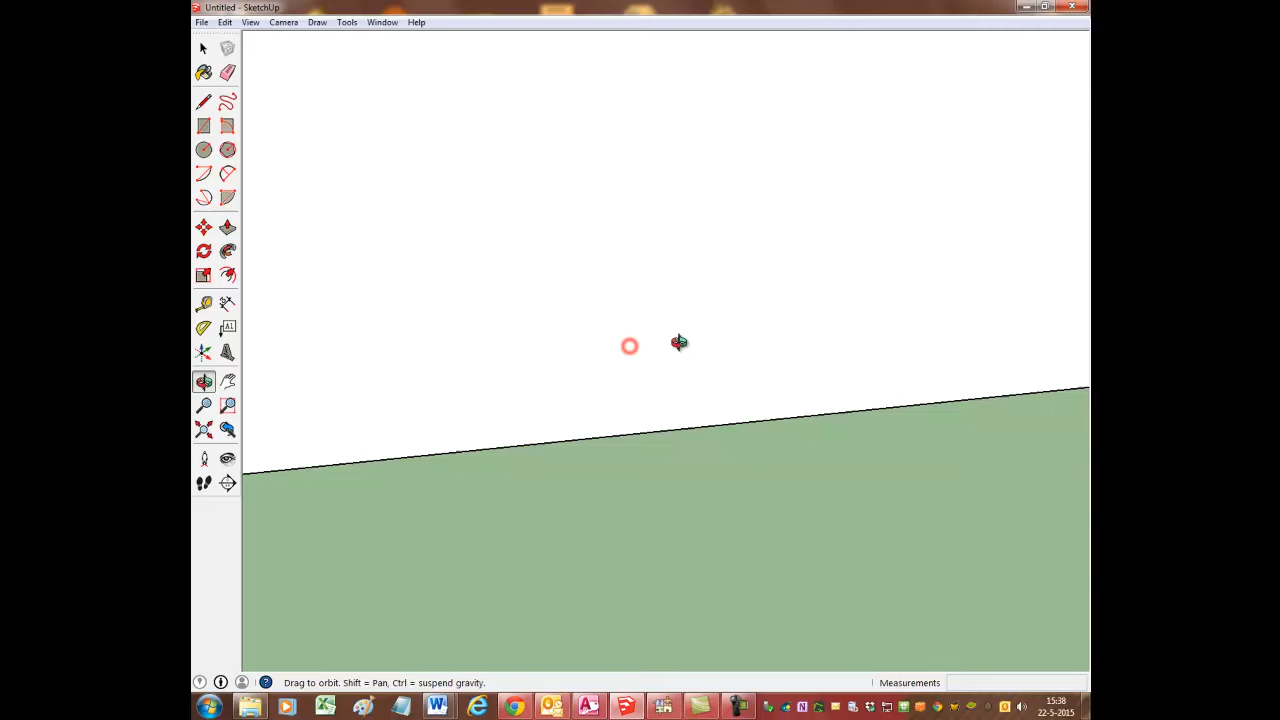 Untitled - SketchUp
File Edit View Camera Draw Tools Window Help
A1
Drag to orbit. Shift = Pan, Ctrl = suspend gravity.
Measurements
15:38
22-5-2015